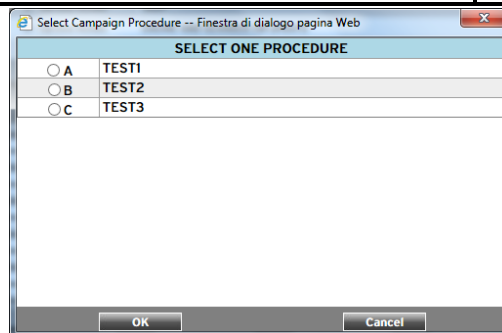 Select Campaign Procedure -- Finestra di dialogo pagina Web
SELECT ONE PROCEDURE
A TEST1
B TEST2
C TEST3
OK Cancel